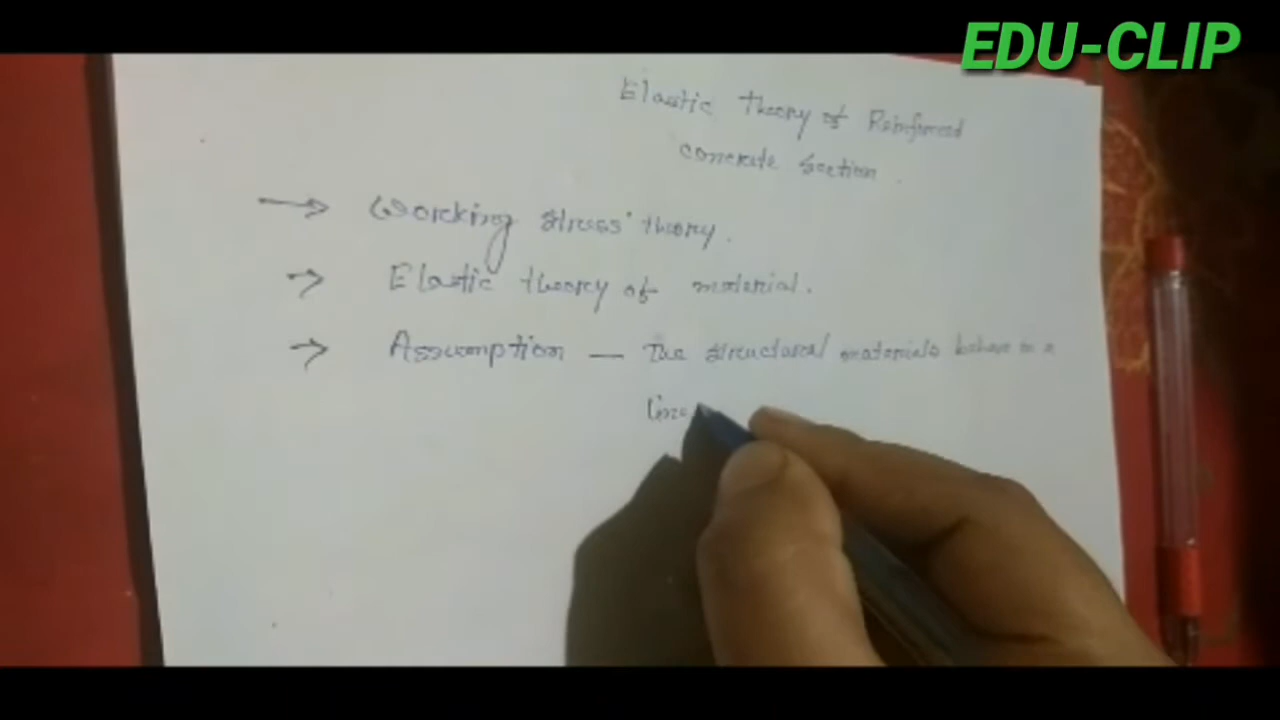 EDU-CLIP
Elastic Theory of Reinforced
concrete Section.
→ Working stress theory.
→ Elastic theory of material.
→ Assumption — The structural materials behave in a